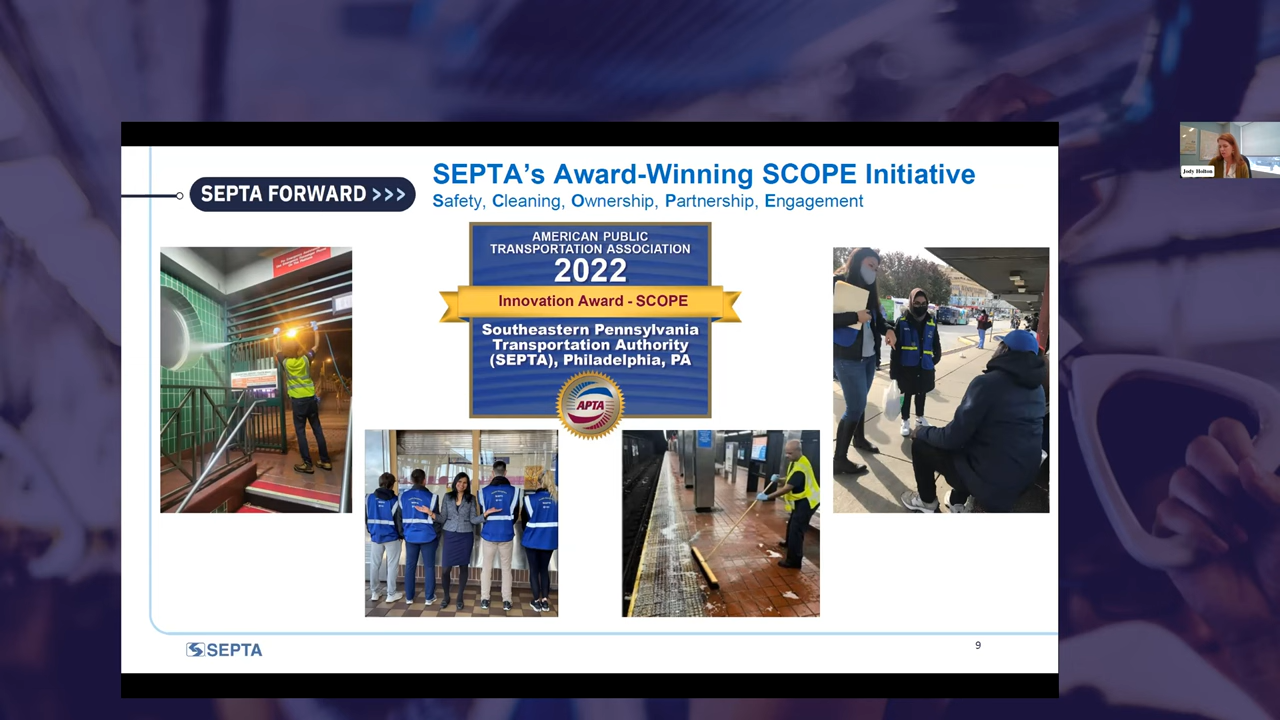 SEPTA FORWARD >>>
SEPTA's Award-Winning SCOPE Initiative
Safety, Cleaning, Ownership, Partnership, Engagement
AMERICAN PUBLIC
TRANSPORTATION ASSOCIATION
2022
Innovation Award - SCOPE
Southeastern Pennsylvania
Transportation Authority
(SEPTA), Philadelphia, PA
APTA
Jody Holton
SEPTA
9